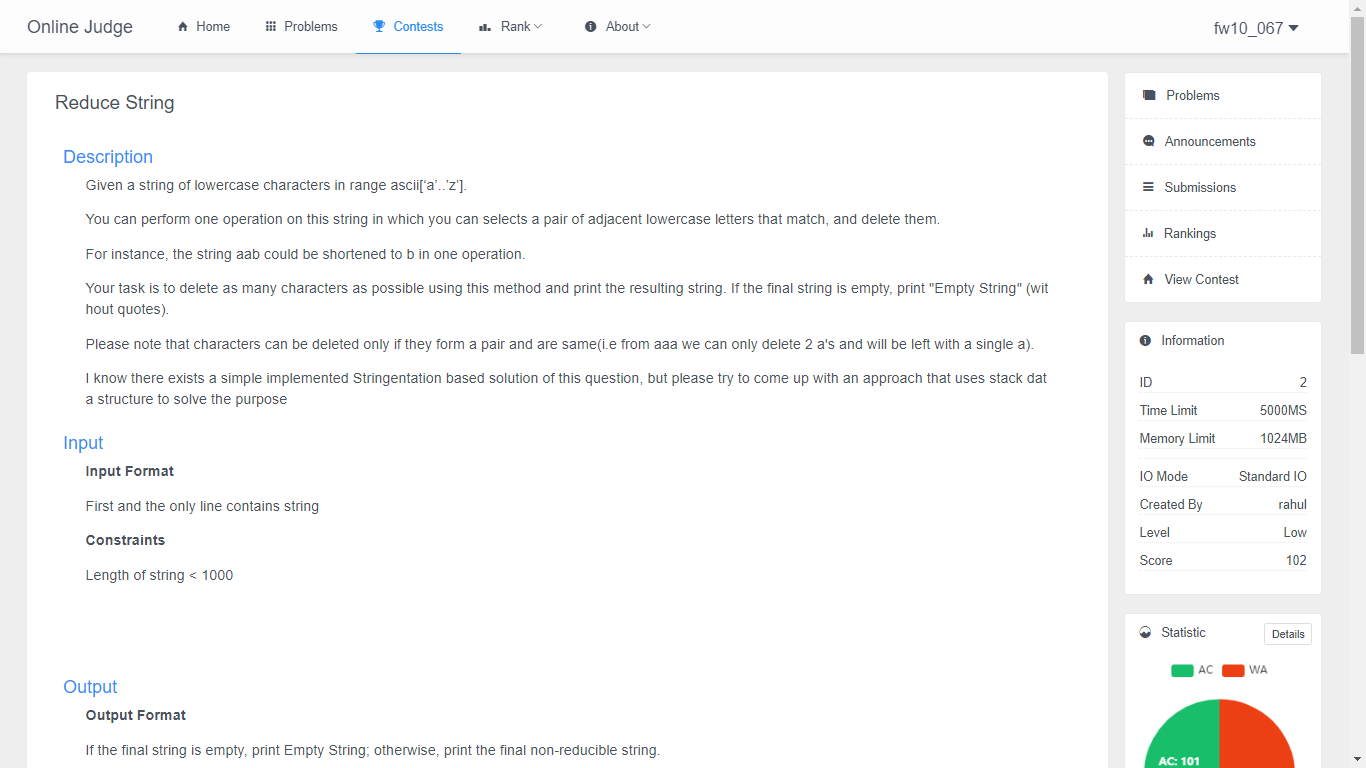 Online Judge
Home
Problems
Contests
Rank
About
fw10_067
Reduce String
Description
Given a string of lowercase characters in range ascii[‘a’..’z’].
You can perform one operation on this string in which you can selects a pair of adjacent lowercase letters that match, and delete them.
For instance, the string aab could be shortened to b in one operation.
Your task is to delete as many characters as possible using this method and print the resulting string. If the final string is empty, print "Empty String" (wit
hout quotes).
Please note that characters can be deleted only if they form a pair and are same(i.e from aaa we can only delete 2 a's and will be left with a single a).
I know there exists a simple implemented Stringentation based solution of this question, but please try to come up with an approach that uses stack dat
a structure to solve the purpose
Input
Input Format
First and the only line contains string
Constraints
Length of string < 1000
Output
Output Format
If the final string is empty, print Empty String; otherwise, print the final non-reducible string.
Problems
Announcements
Submissions
Rankings
View Contest
Information
ID 2
Time Limit 5000MS
Memory Limit 1024MB
IO Mode Standard IO
Created By rahul
Level Low
Score 102
Statistic Details
AC WA
AC: 101